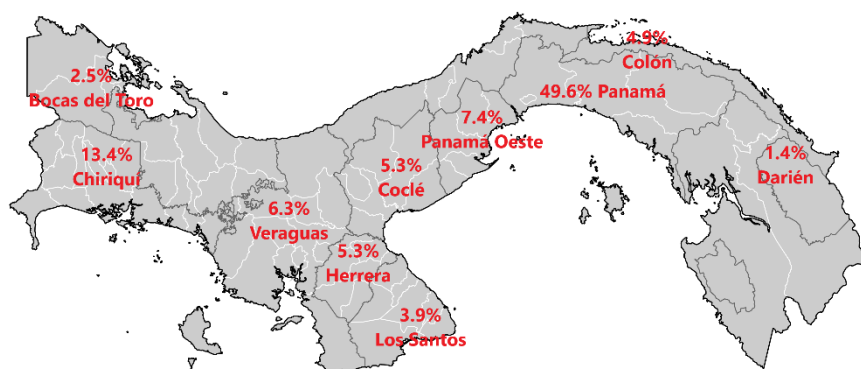 4.9%
Colón
2.5%
Bocas del Toro
49.6% Panamá
7.4%
Panamá Oeste
13.4%
Chiriquí
5.3%
Coclé
1.4%
Darién
6.3%
Veraguas
5.3%
Herrera
3.9%
Los Santos